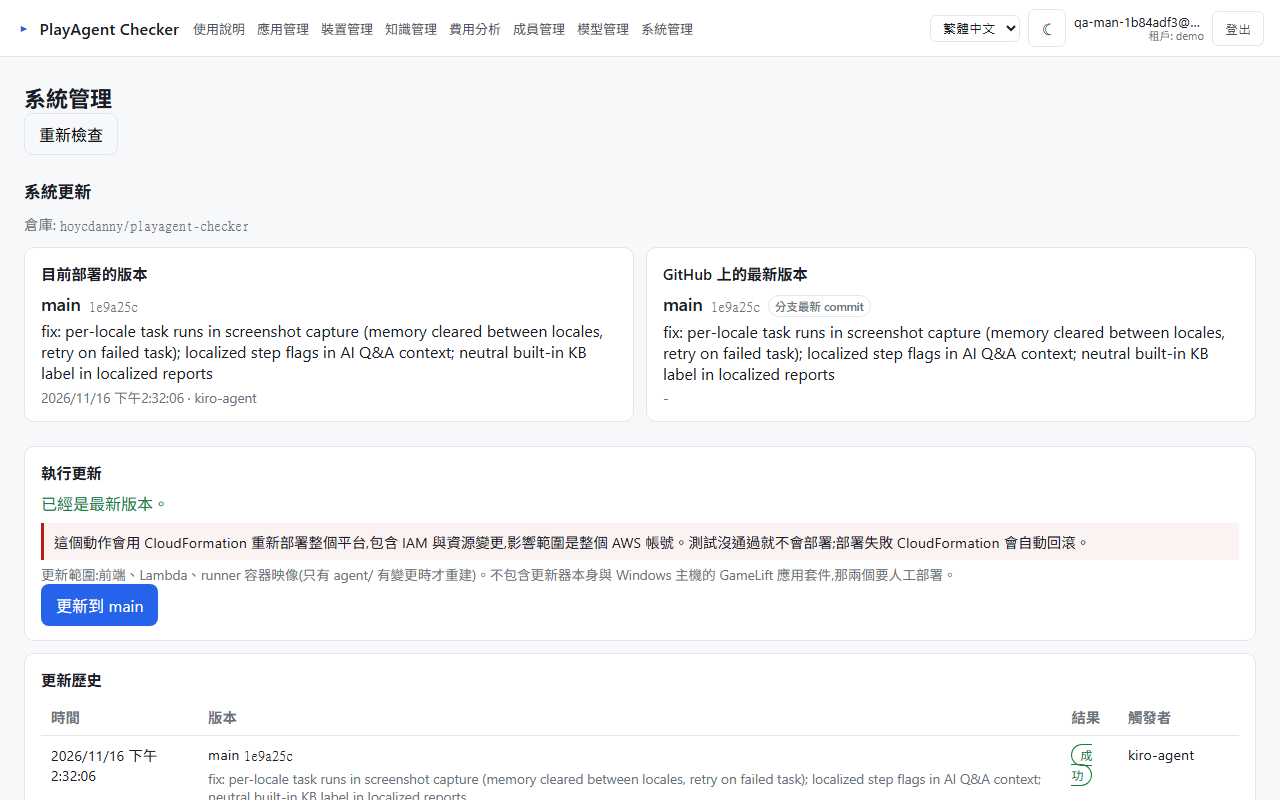 PlayAgent Checker 使用說明 應用管理 裝置管理 知識管理 費用分析 成員管理 模型管理 系統管理
繁體中文
qa-man-1b84adf3@...
租戶: demo
登出
系統管理
重新檢查
系統更新
倉庫: hoycdanny/playagent-checker
目前部署的版本
main 1e9a25c
fix: per-locale task runs in screenshot capture (memory cleared between locales,
retry on failed task); localized step flags in AI Q&A context; neutral built-in KB
label in localized reports
2026/11/16 下午2:32:06 · kiro-agent
GitHub 上的最新版本
main 1e9a25c 分支最新 commit
fix: per-locale task runs in screenshot capture (memory cleared between locales,
retry on failed task); localized step flags in AI Q&A context; neutral built-in KB
label in localized reports
-
執行更新
已經是最新版本。
這個動作會用 CloudFormation 重新部署整個平台,包含 IAM 與資源變更,影響範圍是整個 AWS 帳號。測試沒通過就不會部署;部署失敗 CloudFormation 會自動回滾。
更新範圍:前端、Lambda、runner 容器映像(只有 agent/ 有變更時才重建)。不包含更新器本身與 Windows 主機的 GameLift 應用套件,那兩個要人工部署。
更新到 main
更新歷史
時間 版本 結果 觸發者
2026/11/16 下午
2:32:06
main 1e9a25c
fix: per-locale task runs in screenshot capture (memory cleared between locales, retry on failed task); localized step flags in AI Q&A context;
neutral built-in KB label in localized reports
成
功
kiro-agent